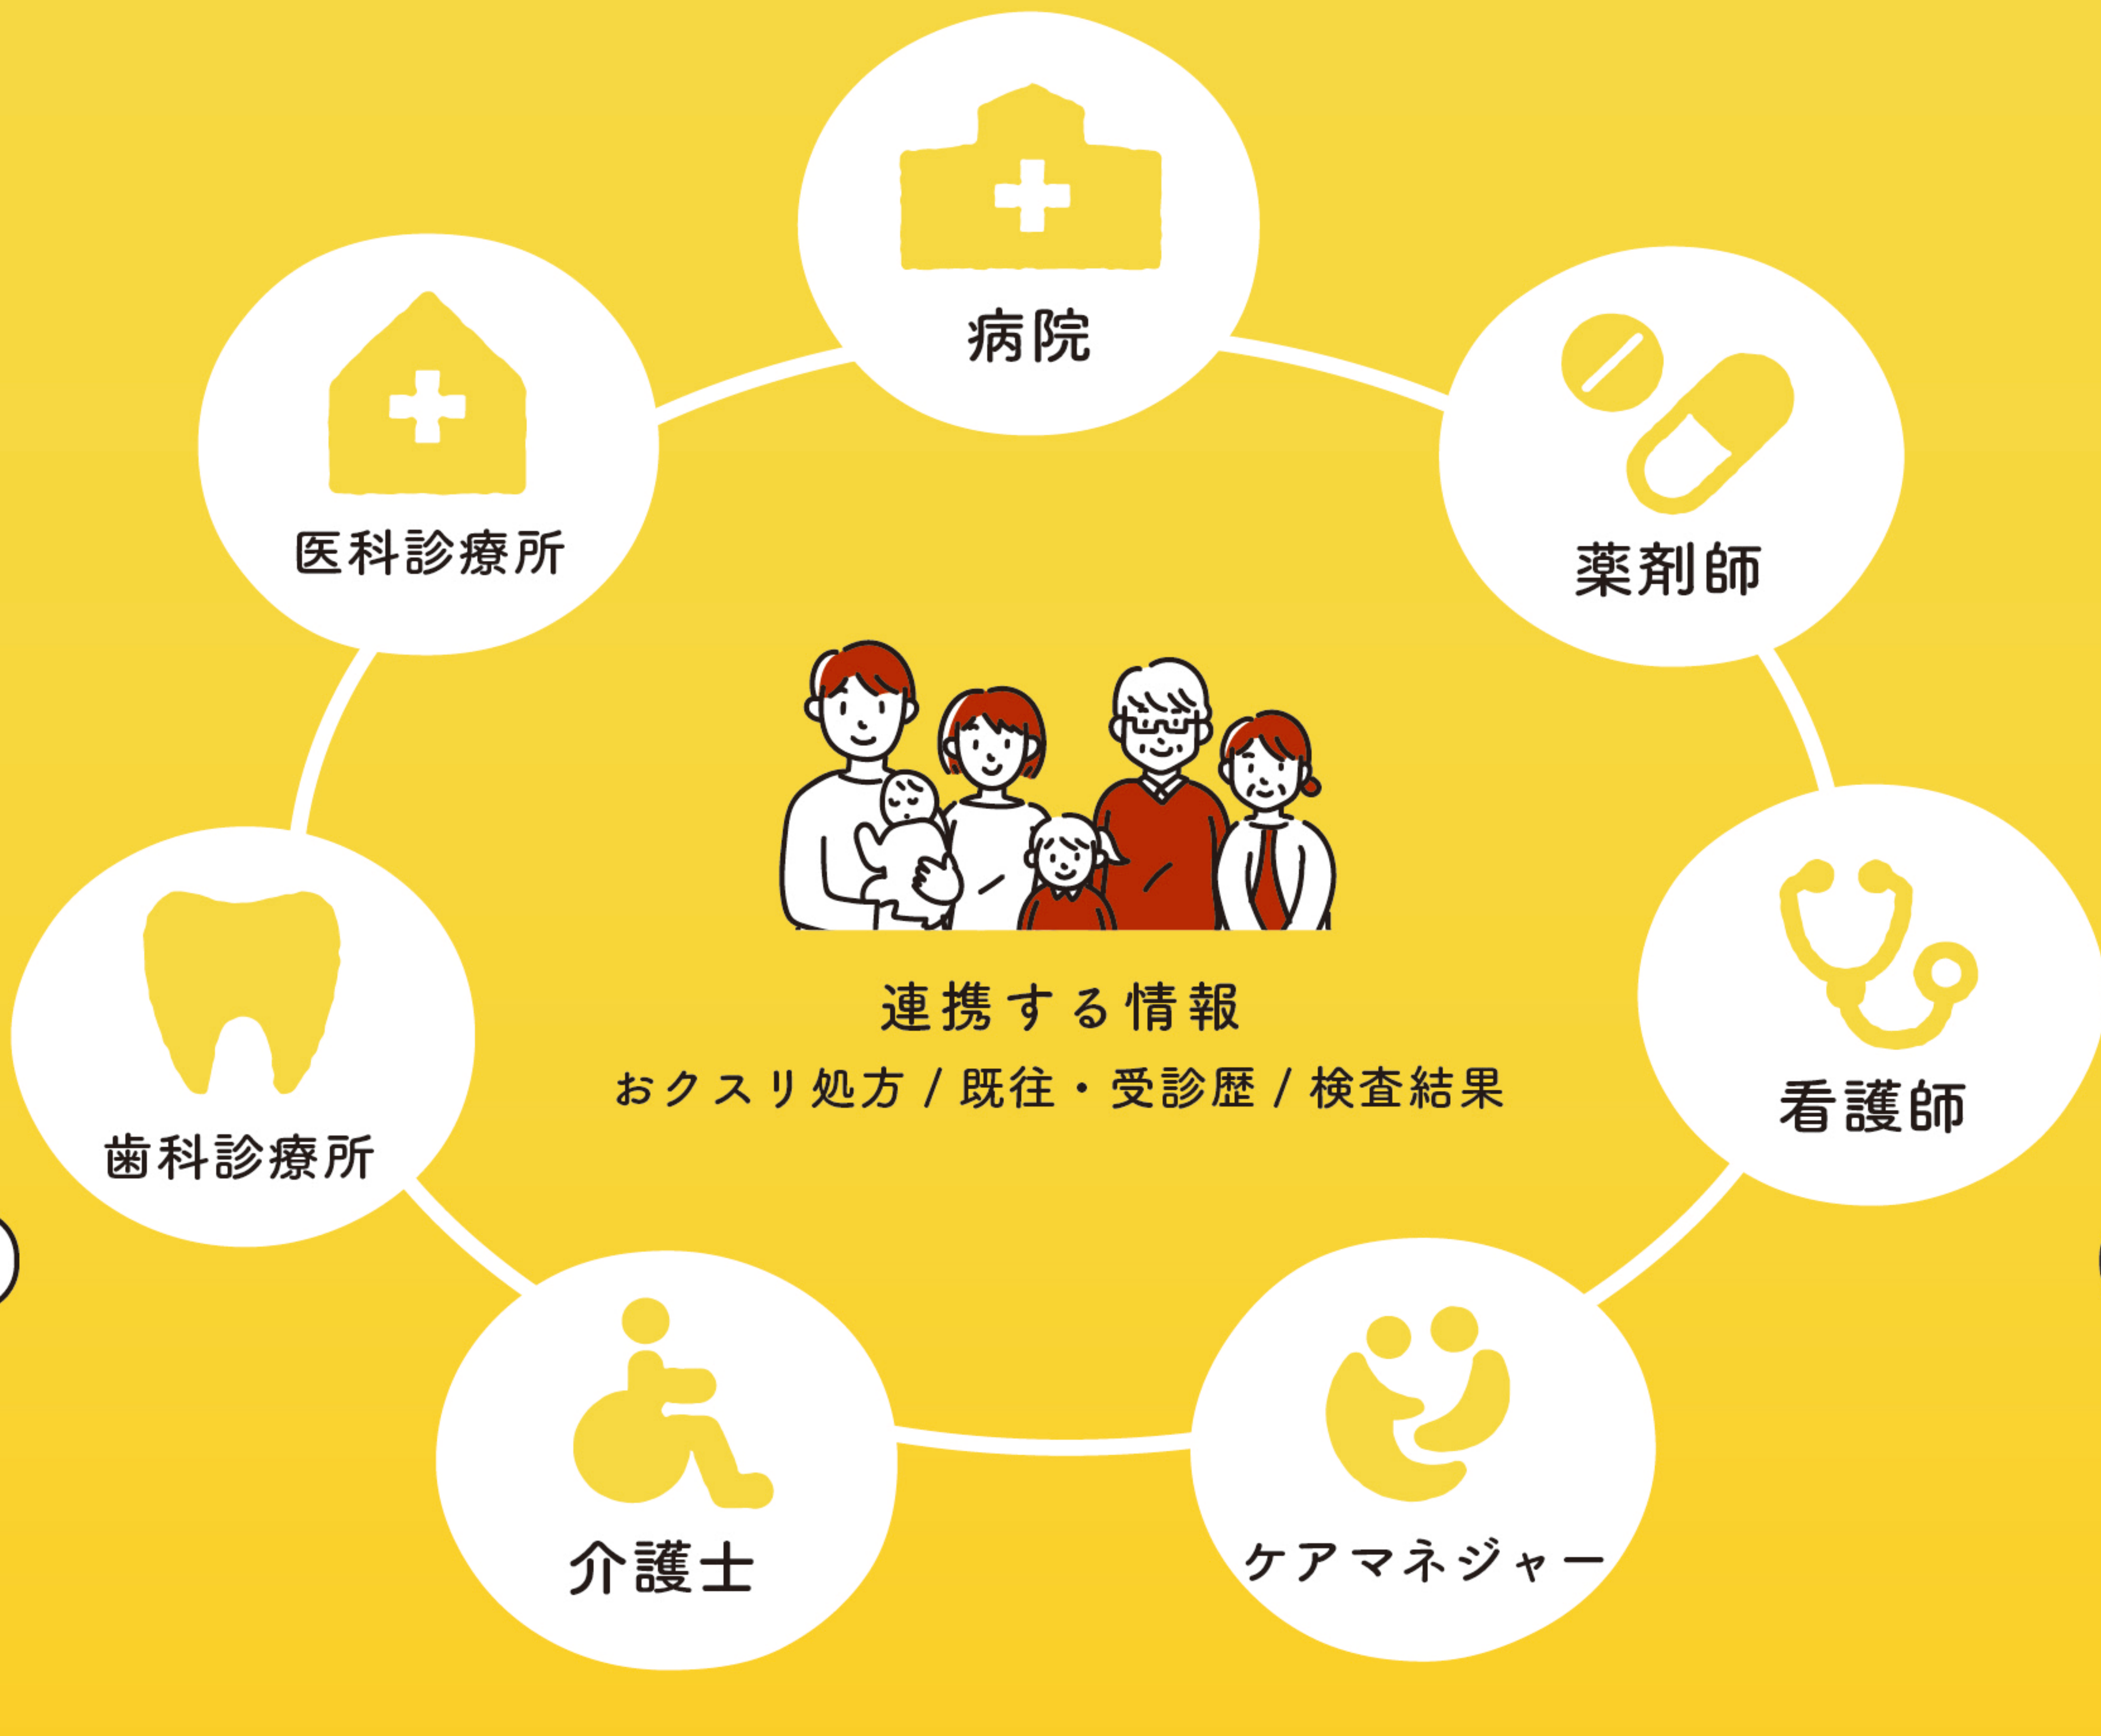 病院
医科診療所
薬剤師
連携する情報
おクスリ処方 / 既往・受診歴 / 検査結果
看護師
歯科診療所
介護士
ケアマネジャー